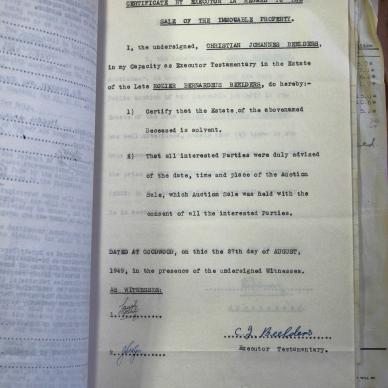 CERTIFICATE BY EXECUTOR IN REGARD TO THE
SALE OF THE IMMOVABLE PROPERTY.
I, the undersigned, CHRISTIAN JOHANNES BEELDERS,
in my Capacity as Executor Testamentary in the Estate
of the Late ROGIER BERNARDUS BEELDERS, do hereby:-
1) Certify that the Estate of the abovenamed
Deceased is solvent.
2) That all interested Parties were duly advised
of the date, time and place of the Auction
Sale, which Auction Sale was held with the
consent of all the interested Parties.
DATED AT GOODWOOD, on this the 27th day of AUGUST,
1949, in the presence of the undersigned Witnesses.
AS WITNESSES:
1.
C J Beelders
2.
Executor Testamentary.